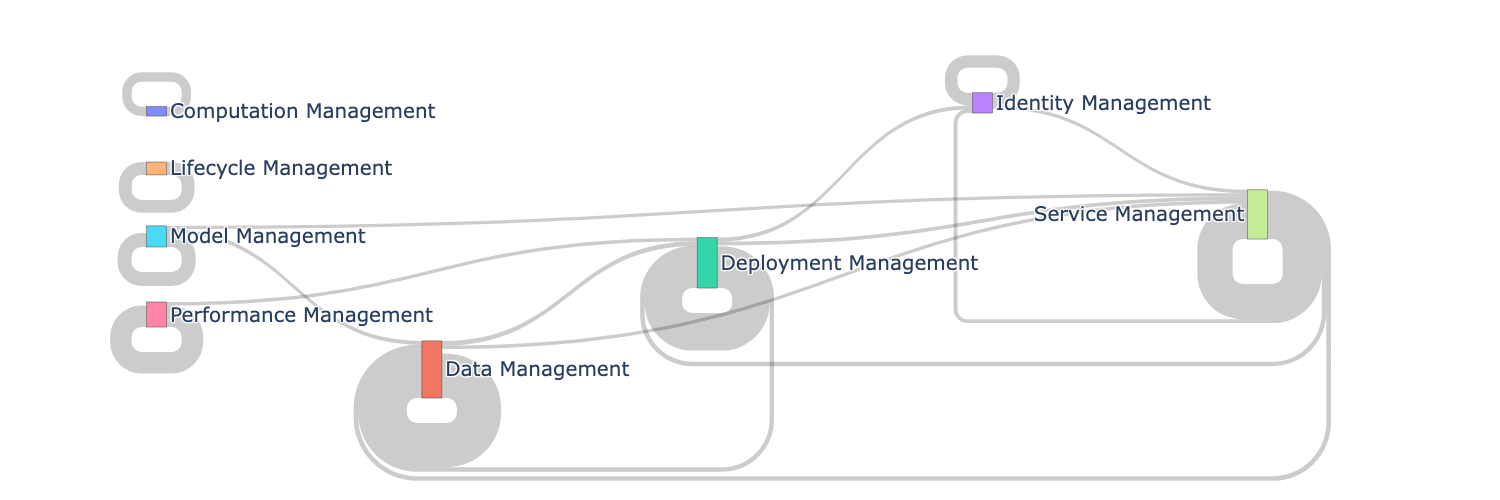 Computation Management
Identity Management
Lifecycle Management
Service Management
Model Management
Deployment Management
Performance Management
Data Management